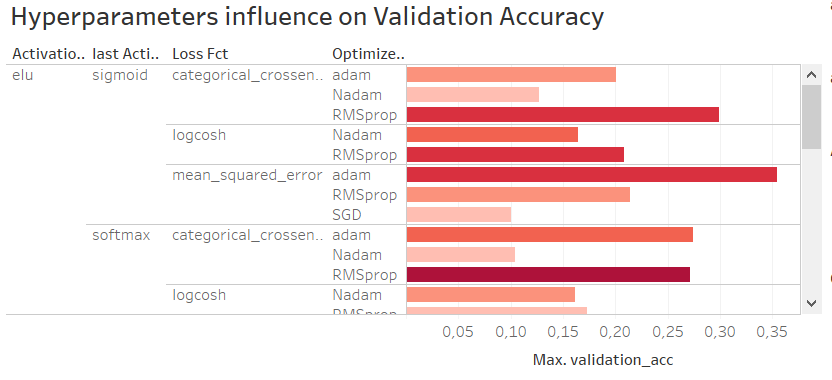 Hyperparameters influence on Validation Accuracy
Activatio.. last Acti.. Loss Fct Optimize..
elu sigmoid categorical_crossen.. adam
Nadam
RMSprop
logcosh Nadam
RMSprop
mean_squared_error adam
RMSprop
SGD
softmax categorical_crossen.. adam
Nadam
RMSprop
logcosh Nadam
RMSprop
0,05 0,10 0,15 0,20 0,25 0,30 0,35
Max. validation_acc